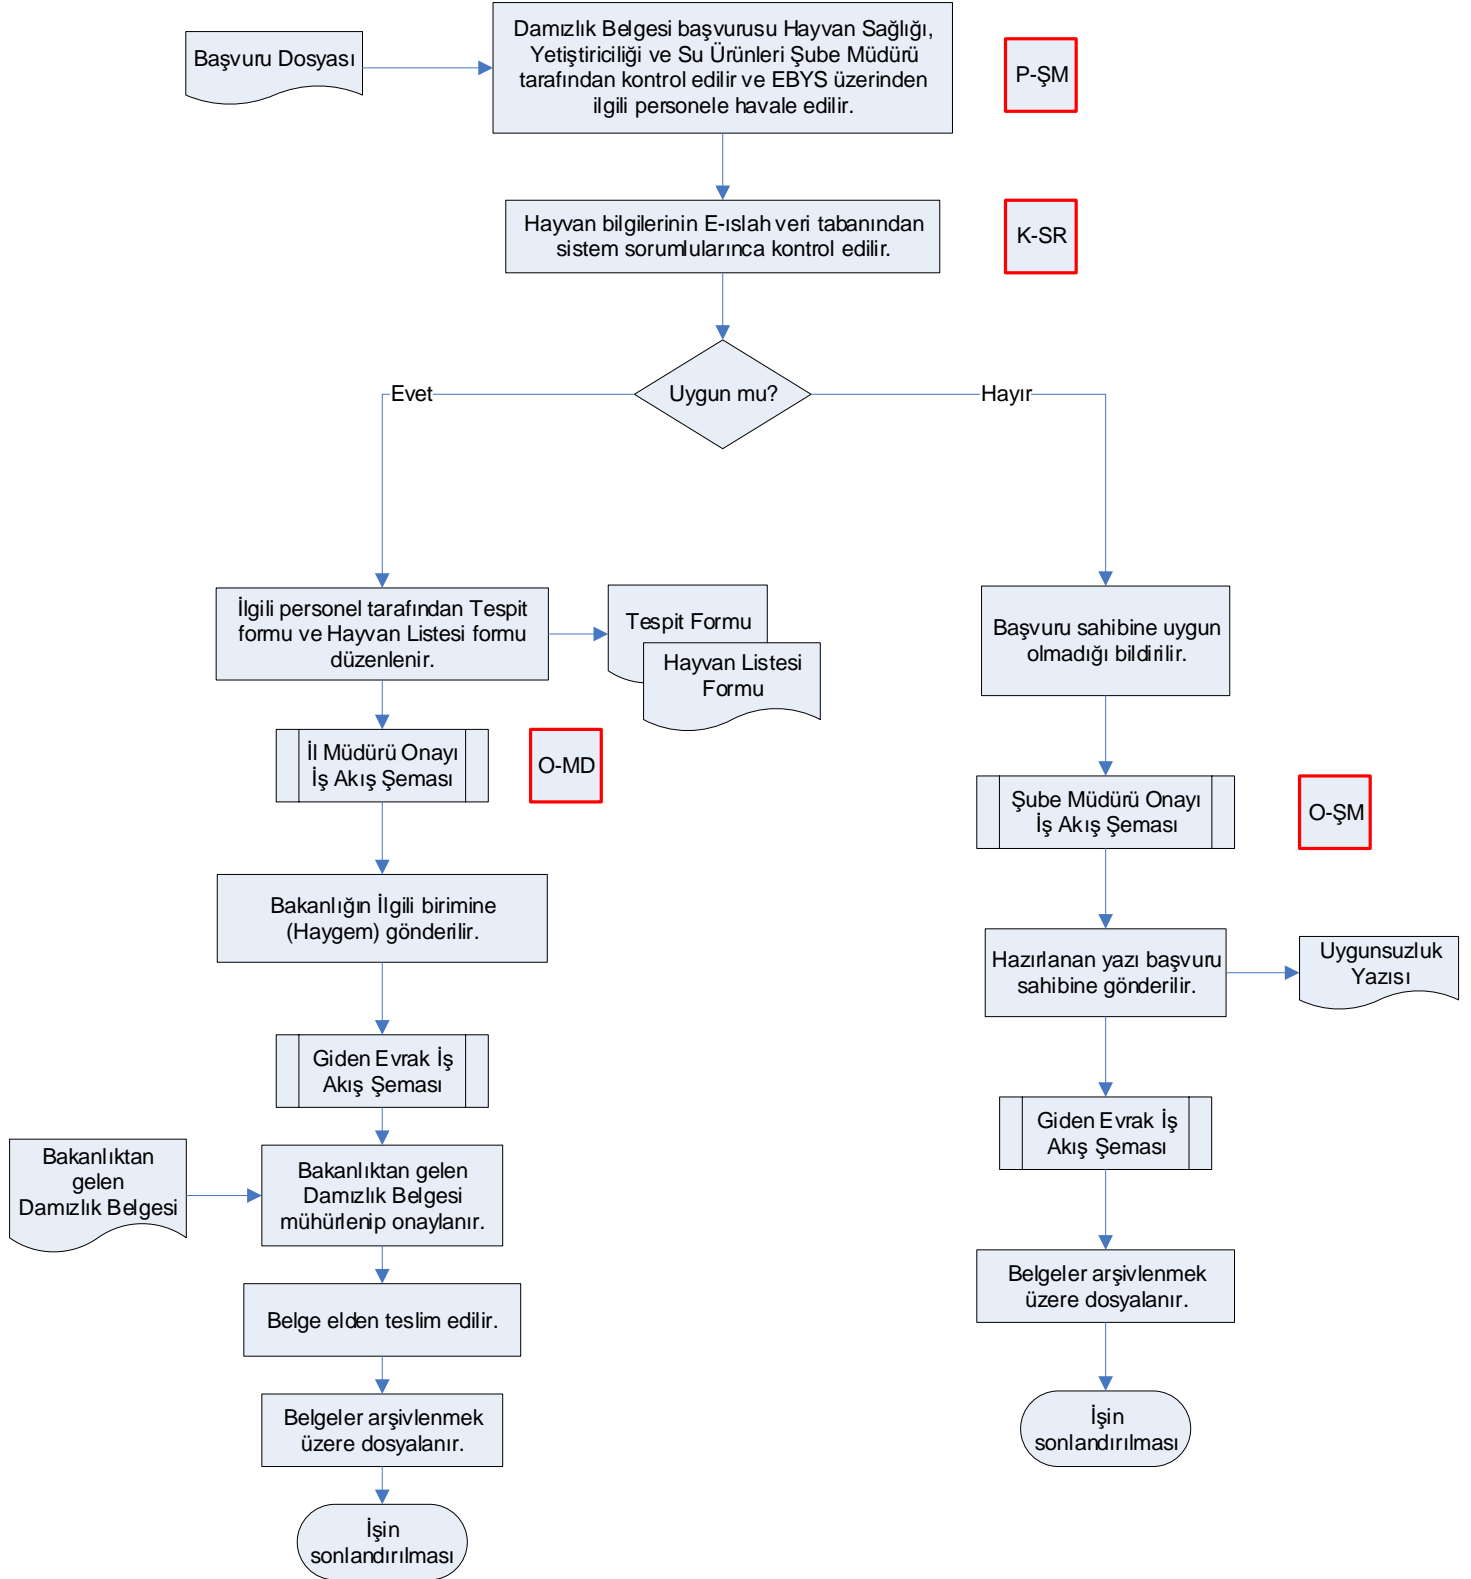 Başvuru Dosyası
Damızlık Belgesi başvurusu Hayvan Sağlığı,
Yetiştiriciliği ve Su Ürünleri Şube Müdürü
tarafından kontrol edilir ve EBYS üzerinden
ilgili personele havale edilir.
P-ŞM
Hayvan bilgilerinin E-ıslah veri tabanından
sistem sorumlularınca kontrol edilir.
K-SR
Uygun mu?
Evet
Hayır
İlgili personel tarafından Tespit
formu ve Hayvan Listesi formu
düzenlenir.
Tespit Formu
Hayvan Listesi
Formu
İl Müdürü Onayı
İş Akış Şeması
O-MD
Bakanlığın İlgili birimine
(Haygem) gönderilir.
Giden Evrak İş
Akış Şeması
Bakanlıktan
gelen
Damızlık Belgesi
Bakanlıktan gelen
Damızlık Belgesi
mühürlenip onaylanır.
Belge elden teslim edilir.
Belgeler arşivlenmek
üzere dosyalanır.
İşin
sonlandırılması
Başvuru sahibine uygun
olmadığı bildirilir.
Şube Müdürü Onayı
İş Akış Şeması
O-ŞM
Hazırlanan yazı başvuru
sahibine gönderilir.
Uygunsuzluk
Yazısı
Giden Evrak İş
Akış Şeması
Belgeler arşivlenmek
üzere dosyalanır.
İşin
sonlandırılması